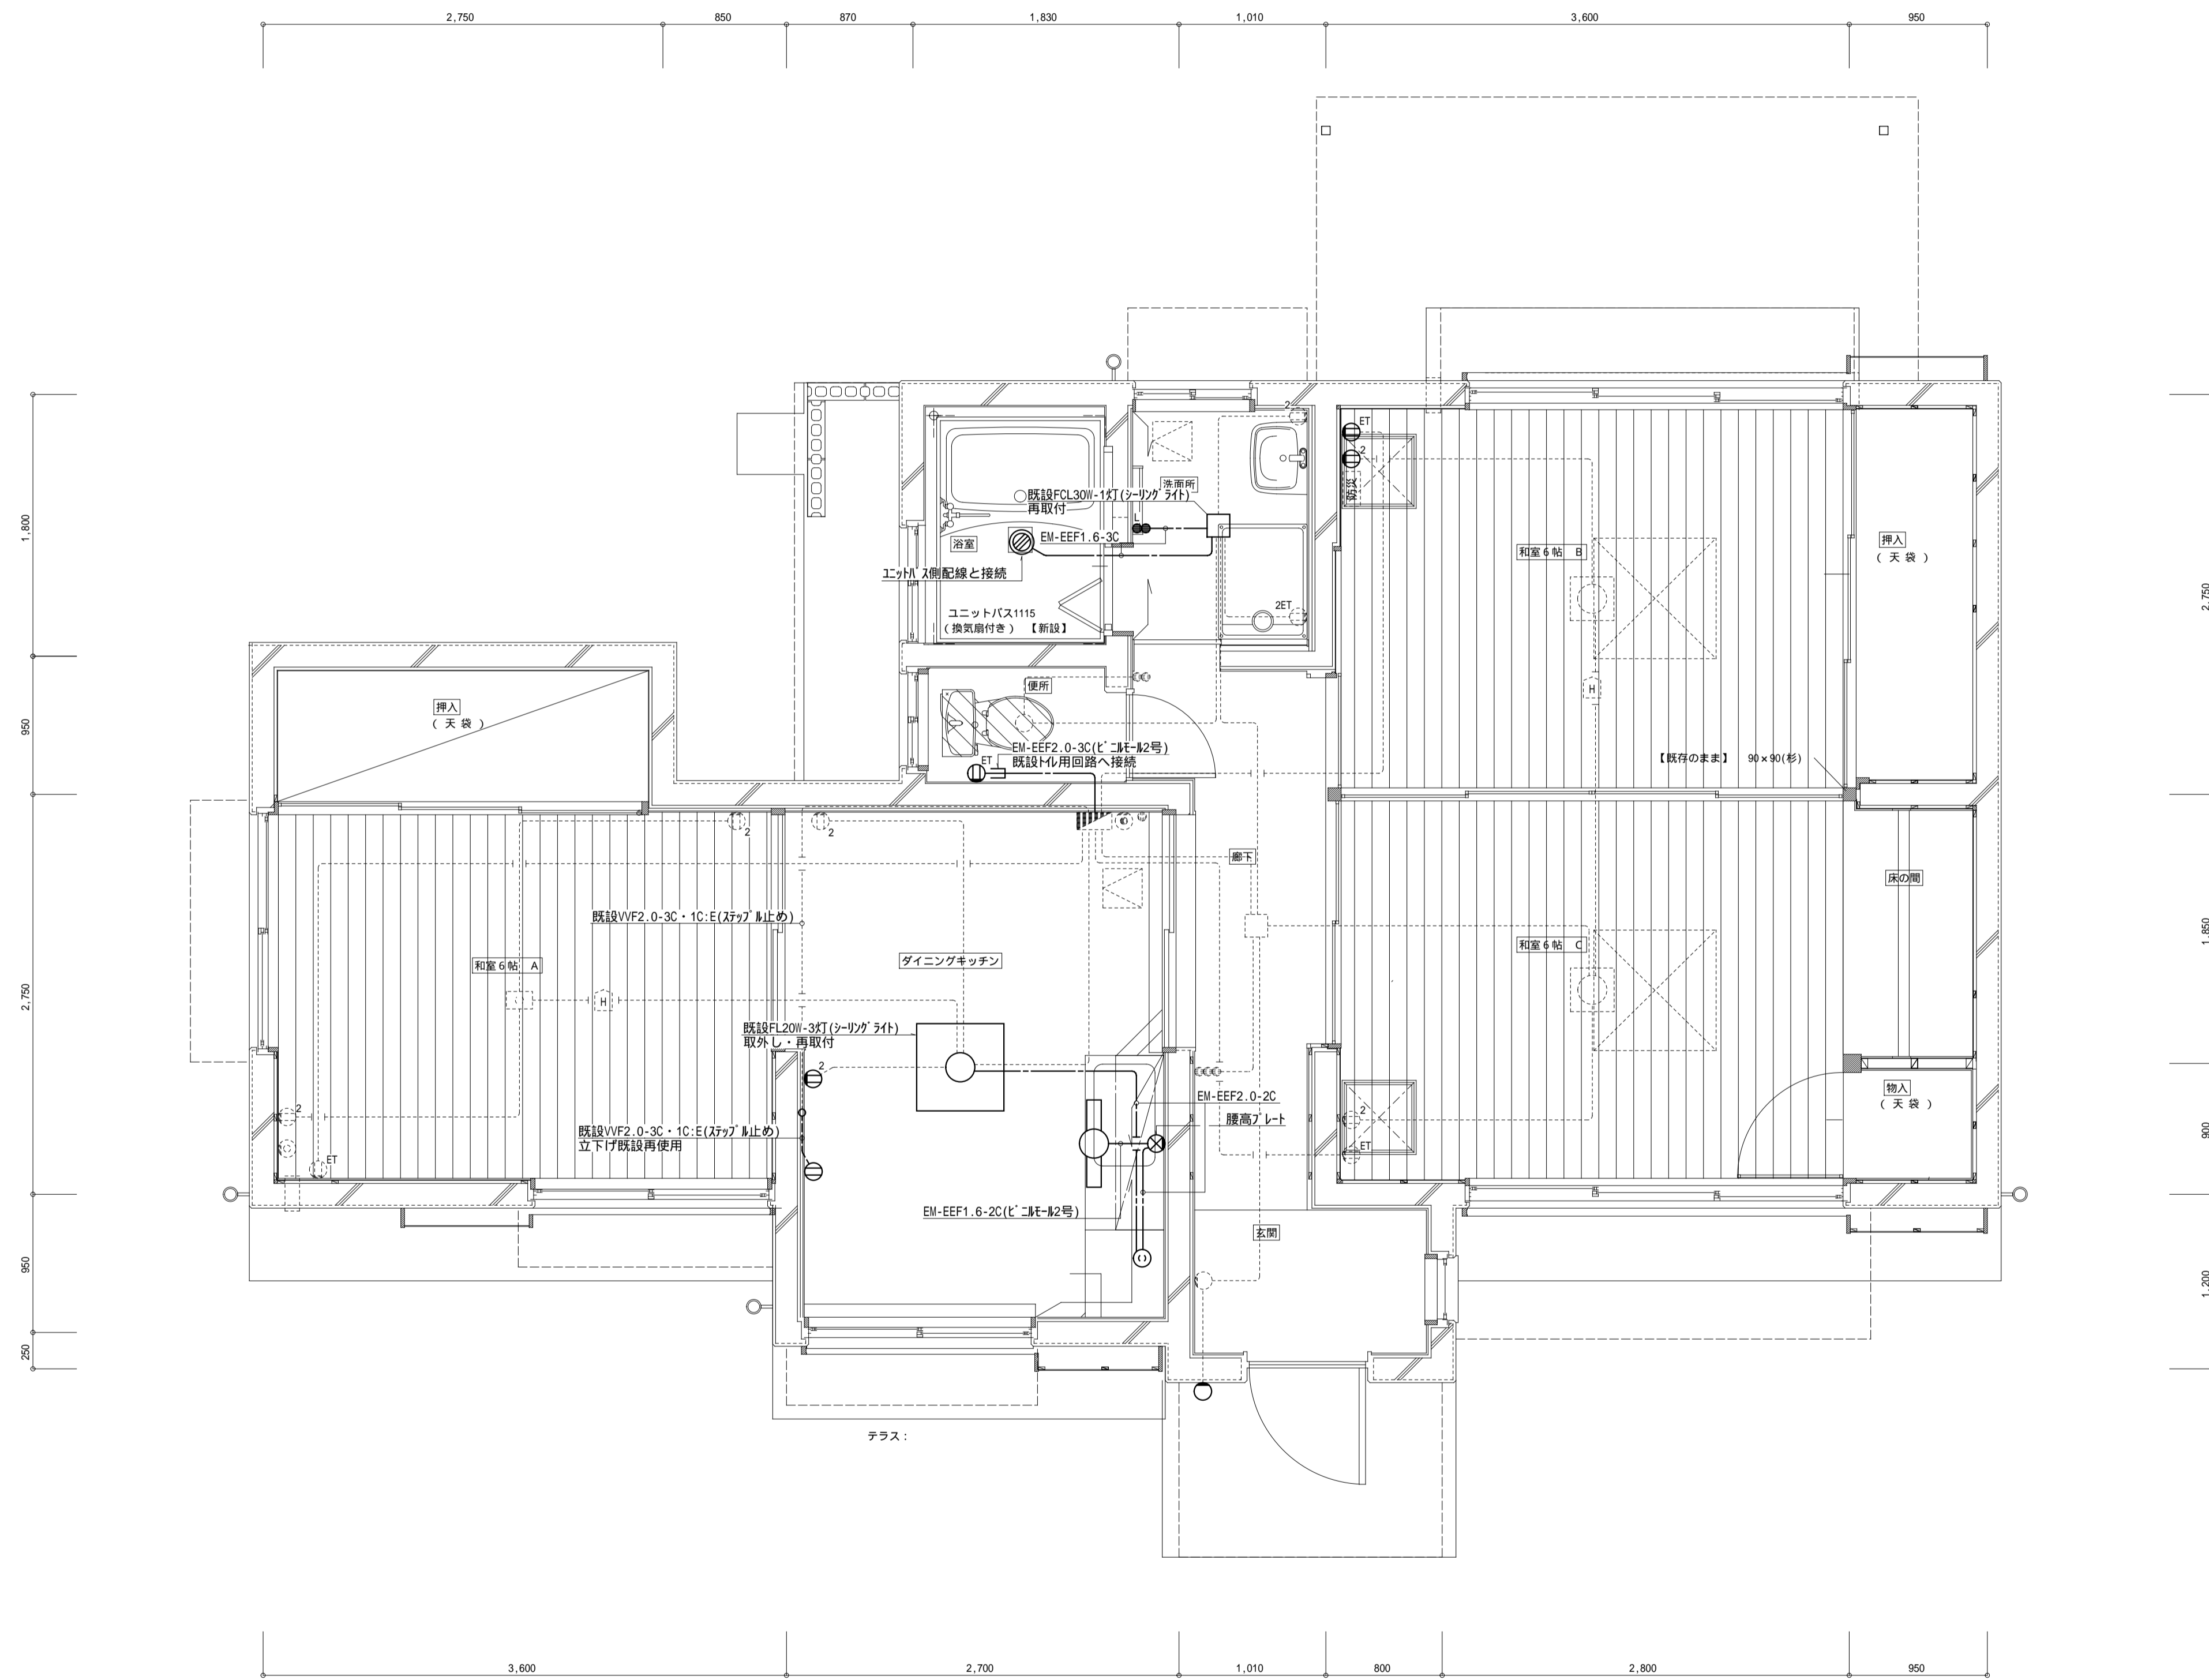 2,750
850
870
1,830
1,010
3,600
950
1,800
950
2,750
950
250
2,750
1,850
900
1,200
2
ET
2
防災
洗面所
既設FCL30W-1灯(ｼｰﾘﾝｸﾞﾗｲﾄ)
再取付
L
EM-EEF1.6-3C
浴室
ﾕﾆｯﾄﾊﾞｽ側配線と接続
ユニットバス1115
(換気扇付き) 【新設】
2ET
和室6帖 B
押入
(天袋)
H
便所
押入
(天袋)
EM-EEF2.0-3C(ﾋﾞﾆﾙﾓｰﾙ2号)
既設ﾄｲﾚ用回路へ接続
ET
【既存のまま】 90×90(杉)
2
2
廊下
床の間
既設VVF2.0-3C・1C:E(ｽﾃｯﾌﾟﾙ止め)
ダイニングキッチン
和室6帖 A
和室6帖 C
H
既設FL20W-3灯(ｼｰﾘﾝｸﾞﾗｲﾄ)
取外し・再取付
2
EM-EEF2.0-2C
腰高ﾌﾟﾚｰﾄ
物入
(天袋)
2
2
ET
ET
既設VVF2.0-3C・1C:E(ｽﾃｯﾌﾟﾙ止め)
立下げ既設再使用
EM-EEF1.6-2C(ﾋﾞﾆﾙﾓｰﾙ2号)
玄関
テラス:
3,600
2,700
1,010
800
2,800
950